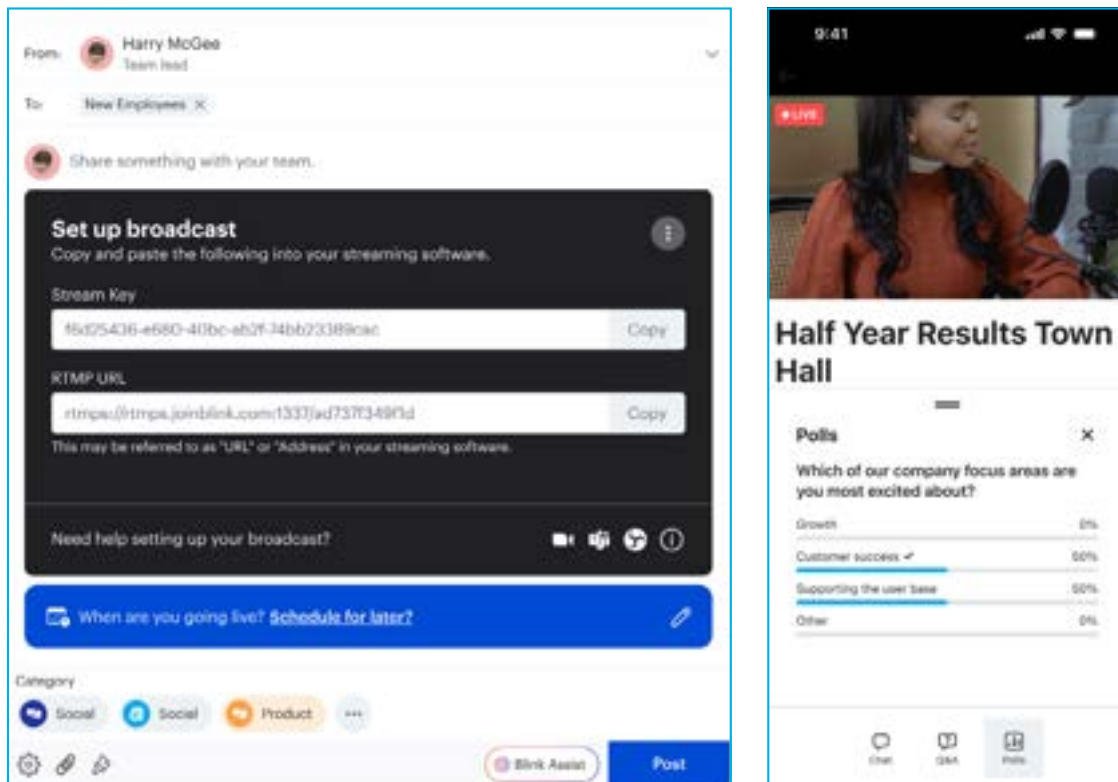 From:
Harry McGee
Team lead
To:
New Employees ×
Share something with your team.
Set up broadcast
Copy and paste the following into your streaming software.
Stream Key
Copy
RTMP URL
Copy
This may be referred to as "URL" or "Address" in your streaming software.
Need help setting up your broadcast?
When are you going live? Schedule for later?
Category
Social
Social
Product
Blink Assist
Post
9:41
LIVE
Half Year Results Town
Hall
Polls
Which of our company focus areas are
you most excited about?
Growth 0%
Customer success ✓ 50%
Supporting the user base 50%
Other 0%
Chat
Q&A
Polls